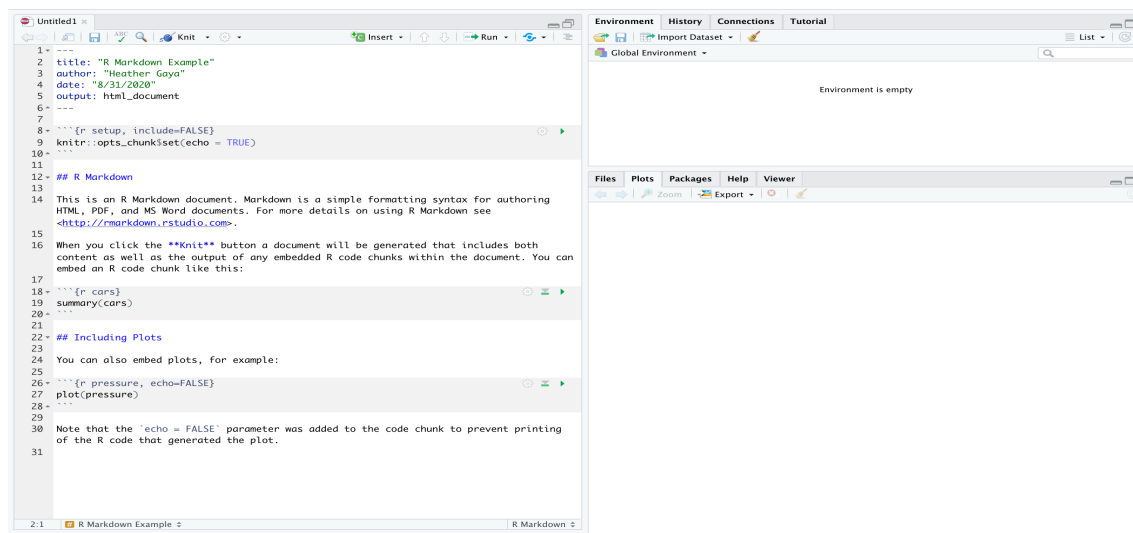 Untitled1
ABC Knit Insert Run
1 ---
2 title: "R Markdown Example"
3 author: "Heather Gaya"
4 date: "8/31/2020"
5 output: html_document
6 ---
7
8 ```{r setup, include=FALSE}
9 knitr::opts_chunk$set(echo = TRUE)
10 ```
11
12 ## R Markdown
13
14 This is an R Markdown document. Markdown is a simple formatting syntax for authoring
HTML, PDF, and MS Word documents. For more details on using R Markdown see
<http://rmarkdown.rstudio.com>.
15
16 When you click the **Knit** button a document will be generated that includes both
content as well as the output of any embedded R code chunks within the document. You can
embed an R code chunk like this:
17
18 ```{r cars}
19 summary(cars)
20 ```
21
22 ## Including Plots
23
24 You can also embed plots, for example:
25
26 ```{r pressure, echo=FALSE}
27 plot(pressure)
28 ```
29
30 Note that the `echo = FALSE` parameter was added to the code chunk to prevent printing
of the R code that generated the plot.
31
2:1 # R Markdown Example R Markdown
Environment History Connections Tutorial
Import Dataset List
Global Environment
Environment is empty
Files Plots Packages Help Viewer
Zoom Export